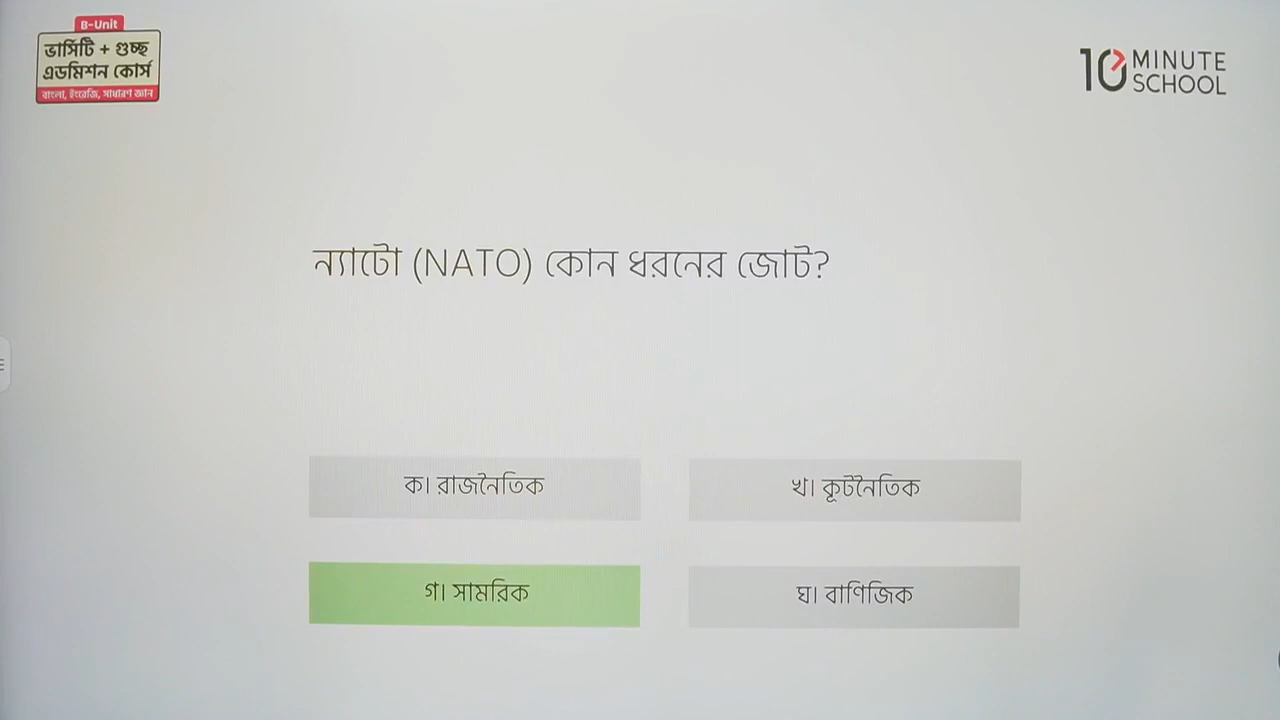 B-Unit
ভার্সিটি + গুচ্ছ
এডমিশন কোর্স
বাংলা, ইংরেজি, সাধারণ জ্ঞান
10 MINUTE
SCHOOL
ন্যাটো (NATO) কোন ধরনের জোট?
ক। রাজনৈতিক
খ। কূটনৈতিক
গ। সামরিক
ঘ। বাণিজিক